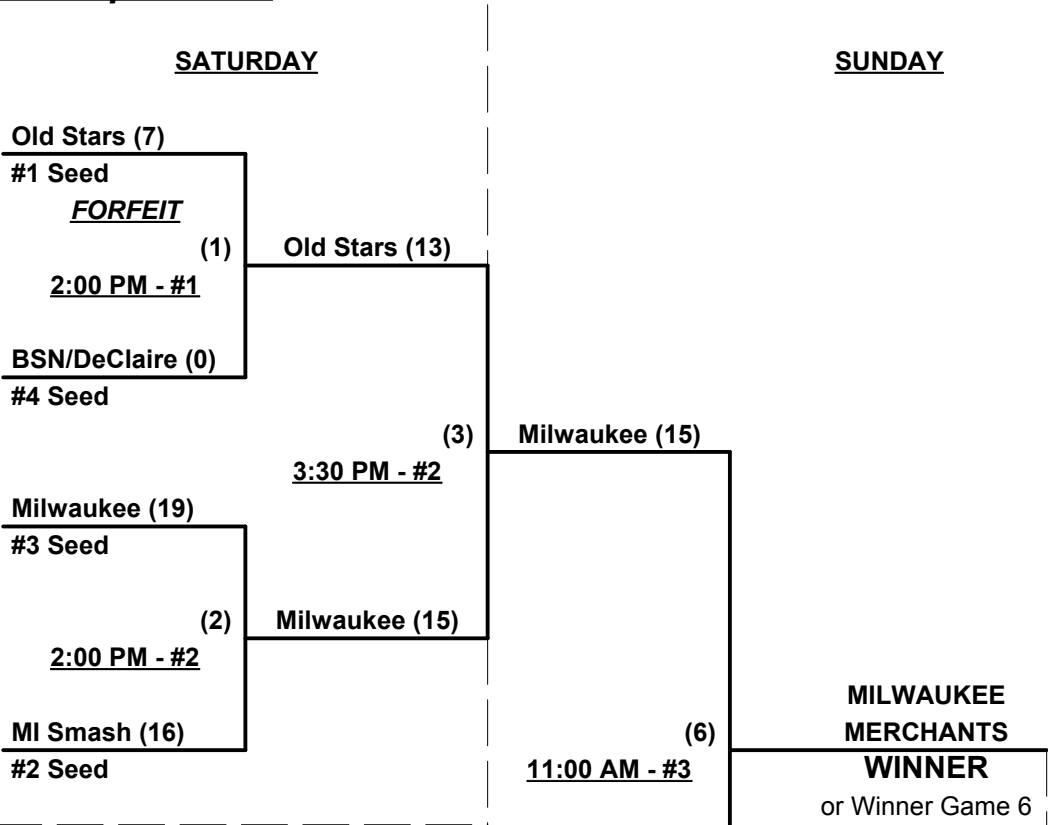 SATURDAY
SUNDAY
Old Stars (7)
#1 Seed
FORFEIT
(1)
Old Stars (13)
2:00 PM - #1
BSN/DeClaire (0)
#4 Seed
(3)
Milwaukee (15)
3:30 PM - #2
Milwaukee (19)
#3 Seed
(2)
Milwaukee (15)
2:00 PM - #2
MI Smash (16)
#2 Seed
(6)
11:00 AM - #3
MILWAUKEE
MERCHANTS
WINNER
or Winner Game 6